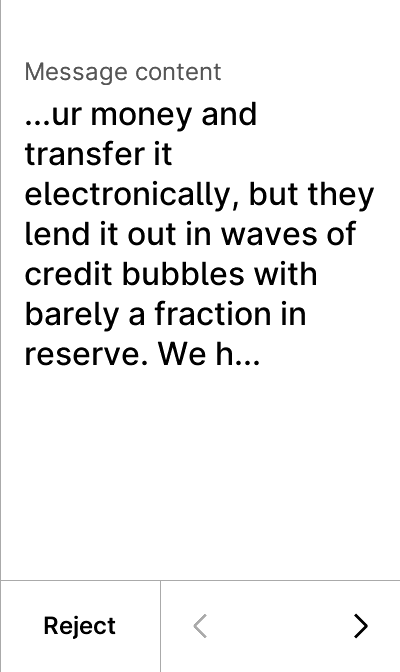 Message content
...ur money and
transfer it
electronically, but they
lend it out in waves of
credit bubbles with
barely a fraction in
reserve. We h...
Reject